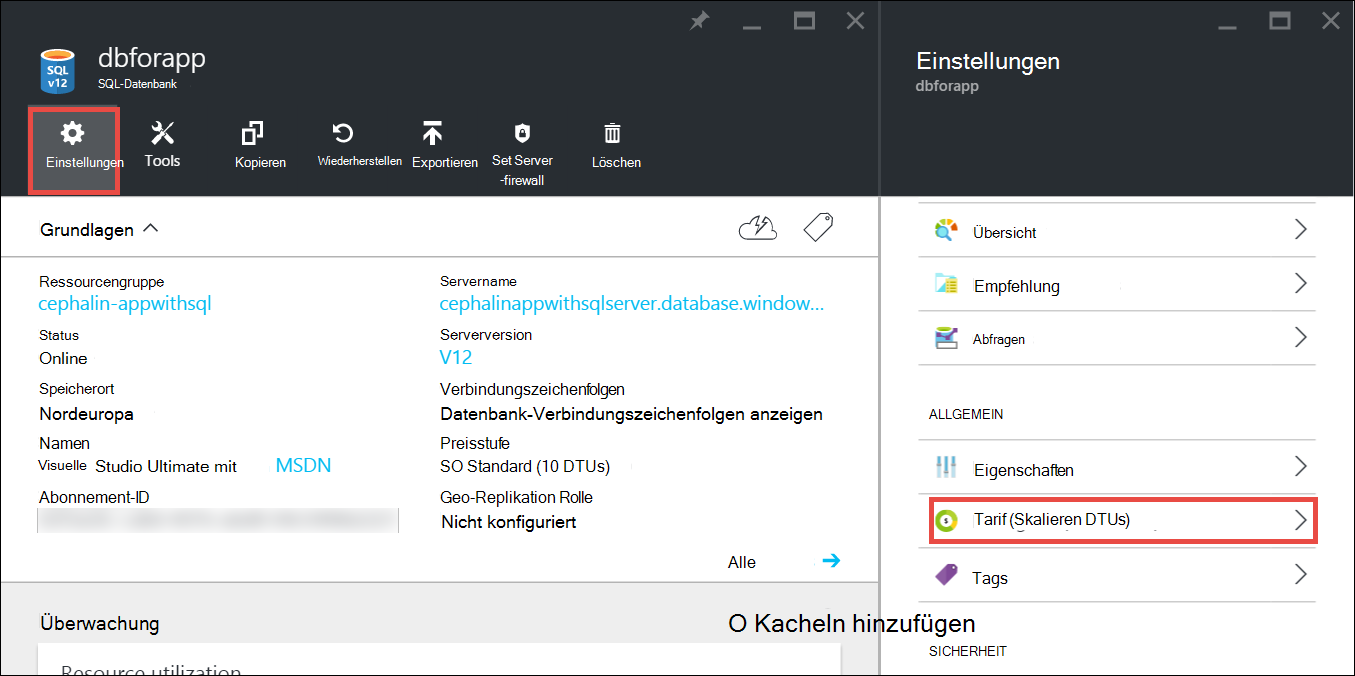 dbforapp
SQL
v12
SQL-Datenbank
Einstellungen
Tools
Kopieren
Wiederherstellen
Exportieren
Set Server
-firewall
Löschen
Grundlagen
Ressourcengruppe
cephalin-appwithsql
Status
Online
Speicherort
Nordeuropa
Namen
Visuelle Studio Ultimate mit MSDN
Abonnement-ID
Servername
cephalinappwithsqlserver.database.window...
Serverversion
V12
Verbindungszeichenfolgen
Datenbank-Verbindungszeichenfolgen anzeigen
Preisstufe
SO Standard (10 DTUs)
Geo-Replikation Rolle
Nicht konfiguriert
Alle
Überwachung
O Kacheln hinzufügen
Resource utilization
Einstellungen
dbforapp
Übersicht
Empfehlung
Abfragen
ALLGEMEIN
Eigenschaften
Tarif (Skalieren DTUs)
Tags
SICHERHEIT